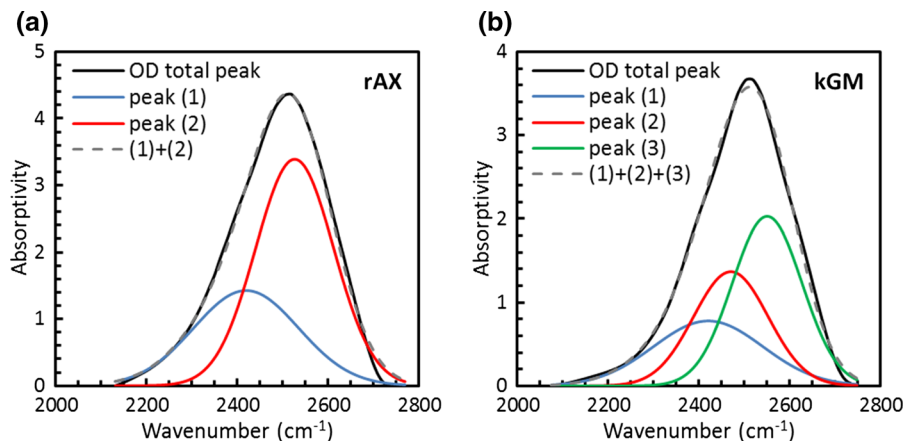 (a)
rAX
OD total peak
peak (1)
peak (2)
(1)+(2)
Absorptivity
5
4
3
2
1
0
2000
2200
2400
2600
2800
Wavenumber (cm-1)
(b)
kGM
OD total peak
peak (1)
peak (2)
peak (3)
(1)+(2)+(3)
Absorptivity
4
3
2
1
0
2000
2200
2400
2600
2800
Wavenumber (cm-1)